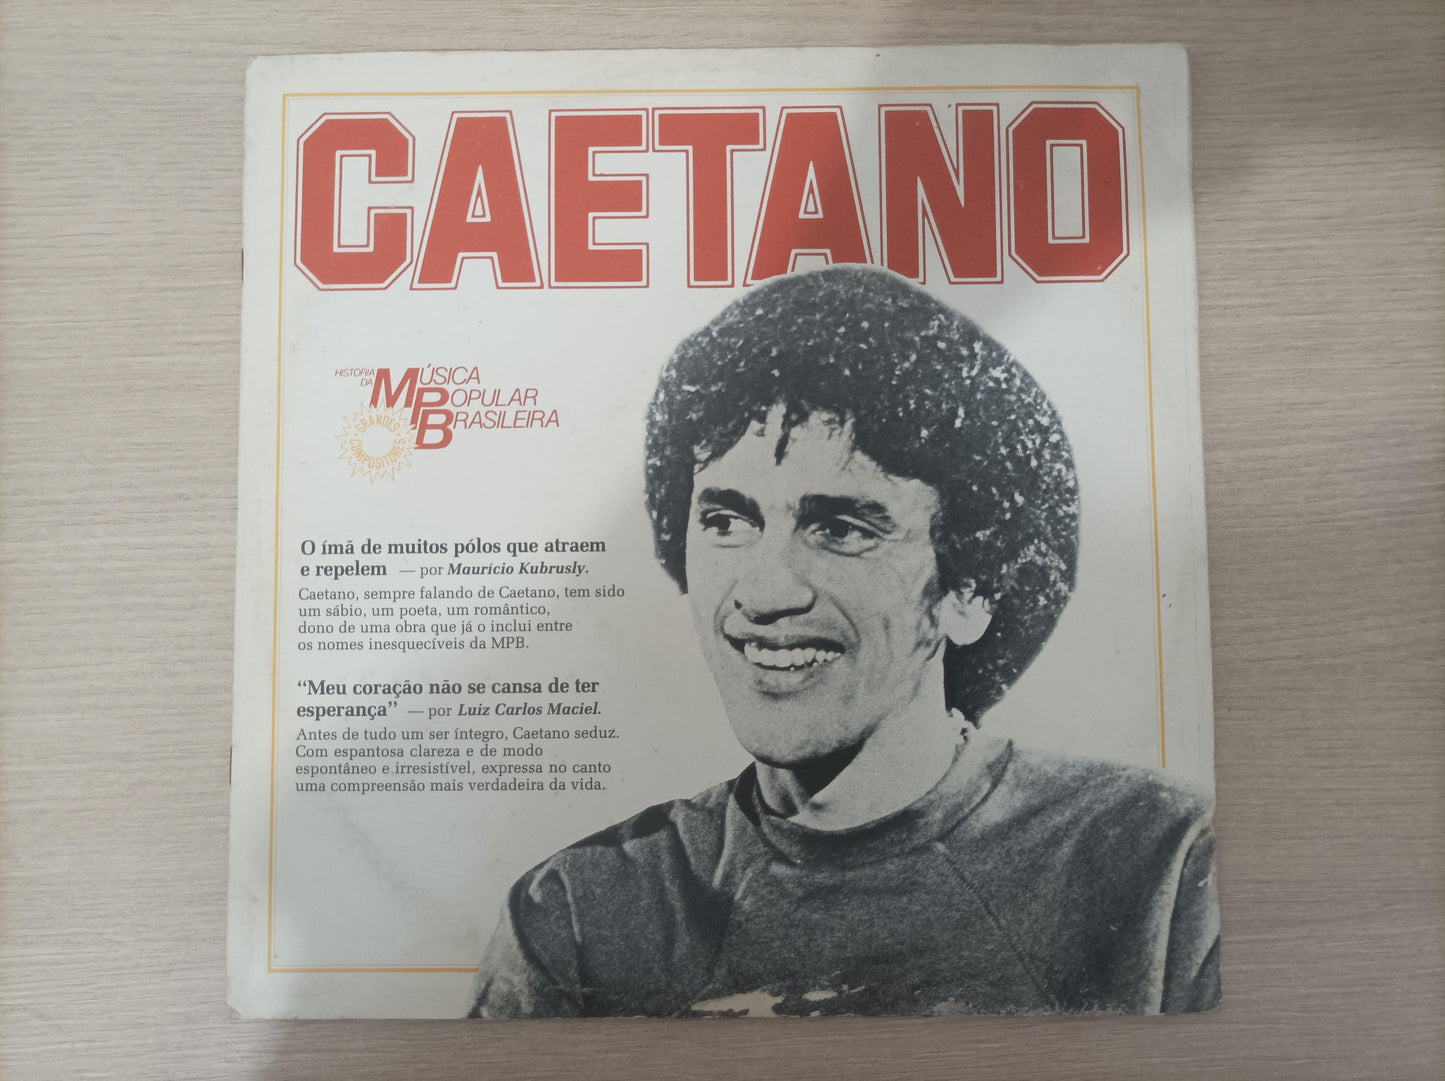 CAETANO
HISTÓRIA
DA
MÚSICA
POPULAR
BRASILEIRA
GRANDES
COMPOSITORES
O ímã de muitos pólos que atraem
e repelem — por Maurício Kubrusly.
Caetano, sempre falando de Caetano, tem sido
um sábio, um poeta, um romântico,
dono de uma obra que já o inclui entre
os nomes inesquecíveis da MPB.
“Meu coração não se cansa de ter
esperança” — por Luiz Carlos Maciel.
Antes de tudo um ser íntegro, Caetano seduz.
Com espantosa clareza e de modo
espontâneo e irresistível, expressa no canto
uma compreensão mais verdadeira da vida.